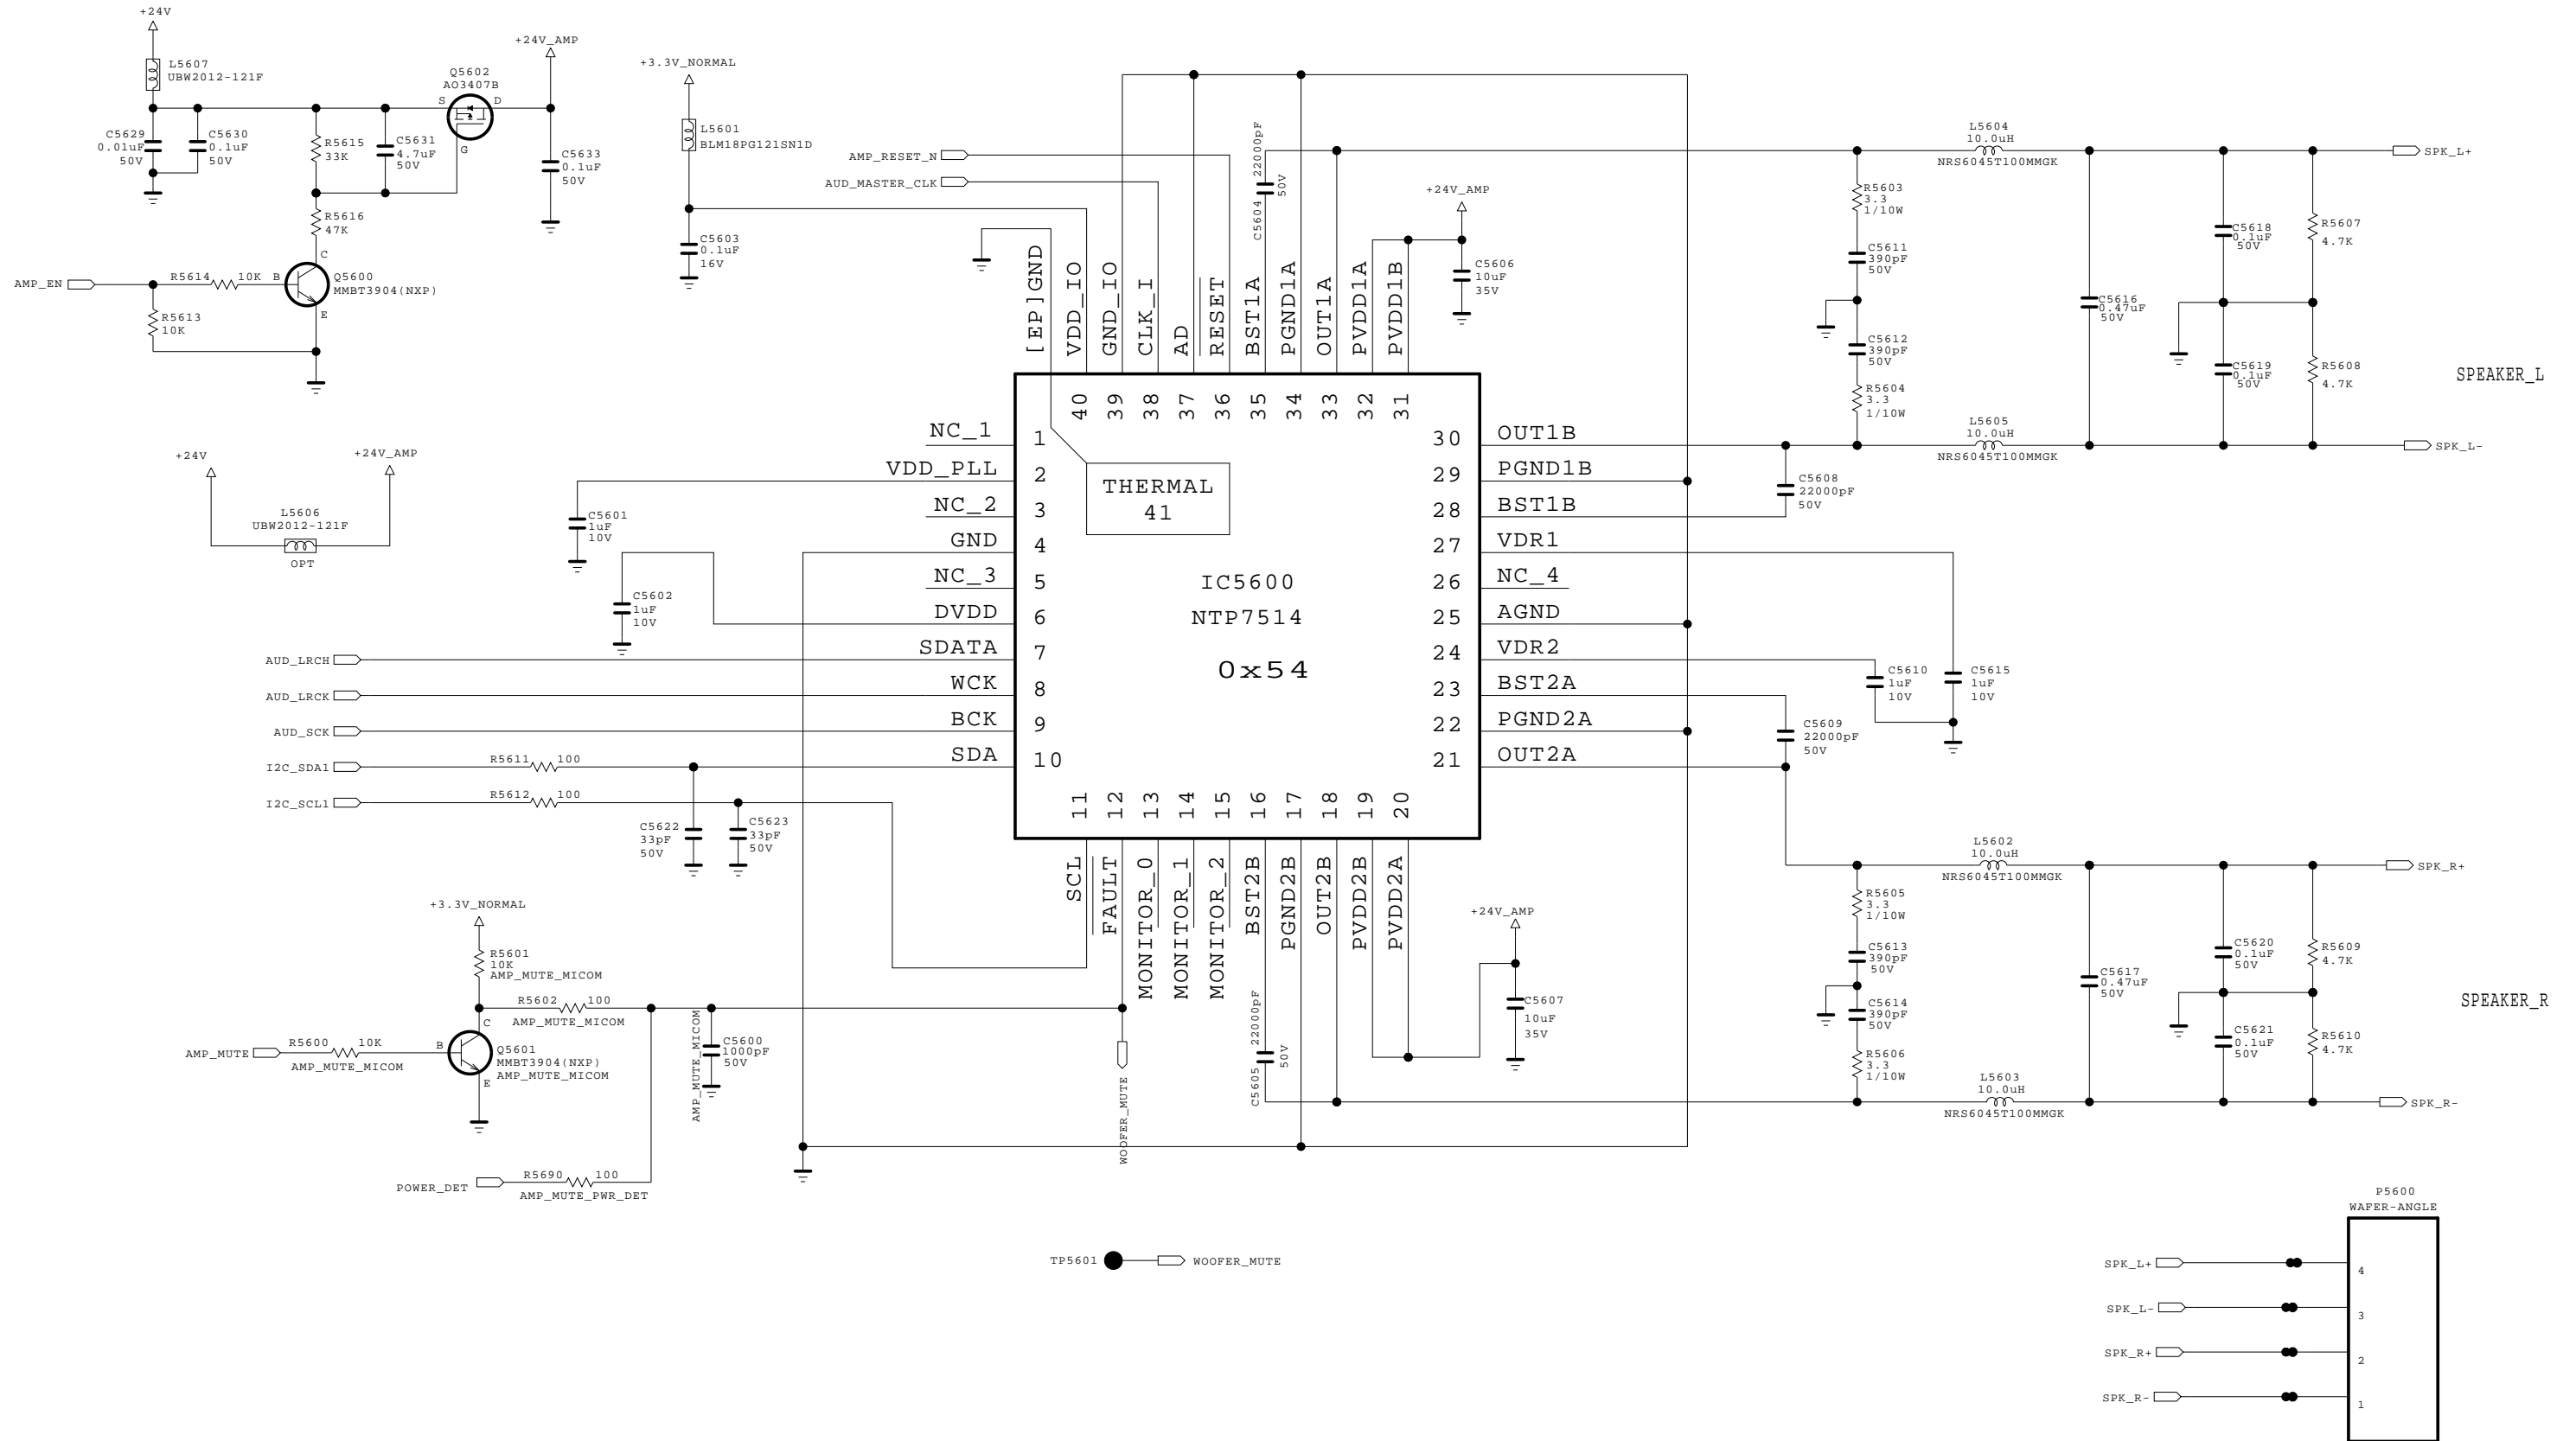 +24V
L5607
UBW2012-121F
C5629
0.01uF
50V
C5630
0.1uF
50V
R5615
33K
C5631
4.7uF
50V
Q5602
AO3407B
S
D
G
+24V_AMP
C5633
0.1uF
50V
R5616
47K
AMP_EN
R5614
10K
B
C
E
Q5600
MMBT3904(NXP)
R5613
10K
+24V
+24V_AMP
L5606
UBW2012-121F
OPT
+3.3V_NORMAL
L5601
BLM18PG121SN1D
C5603
0.1uF
16V
AMP_RESET_N
AUD_MASTER_CLK
C5604
22000pF
50V
+24V_AMP
C5606
10uF
35V
[EP]GND
VDD_IO
GND_IO
CLK_I
AD
RESET
BST1A
PGND1A
OUT1A
PVDD1A
PVDD1B
40
39
38
37
36
35
34
33
32
31
NC_1
1
VDD_PLL
2
NC_2
3
GND
4
NC_3
5
DVDD
6
SDATA
7
WCK
8
BCK
9
SDA
10
THERMAL
41
IC5600
NTP7514
0x54
30
OUT1B
29
PGND1B
28
BST1B
27
VDR1
26
NC_4
25
AGND
24
VDR2
23
BST2A
22
PGND2A
21
OUT2A
11
12
13
14
15
16
17
18
19
20
SCL
FAULT
MONITOR_0
MONITOR_1
MONITOR_2
BST2B
PGND2B
OUT2B
PVDD2B
PVDD2A
C5601
1uF
10V
C5602
1uF
10V
AUD_LRCH
AUD_LRCK
AUD_SCK
I2C_SDA1
R5611
100
I2C_SCL1
R5612
100
C5622
33pF
50V
C5623
33pF
50V
+3.3V_NORMAL
R5601
10K
AMP_MUTE_MICOM
R5602
100
AMP_MUTE_MICOM
AMP_MUTE
R5600
10K
AMP_MUTE_MICOM
B
C
E
Q5601
MMBT3904(NXP)
AMP_MUTE_MICOM
AMP_MUTE_MICOM
C5600
1000pF
50V
POWER_DET
R5690
100
AMP_MUTE_PWR_DET
WOOFER_MUTE
C5605
22000pF
50V
+24V_AMP
C5607
10uF
35V
C5608
22000pF
50V
C5609
22000pF
50V
C5610
1uF
10V
C5615
1uF
10V
R5603
3.3
1/10W
C5611
390pF
50V
C5612
390pF
50V
R5604
3.3
1/10W
L5604
10.0uH
NRS6045T100MMGK
L5605
10.0uH
NRS6045T100MMGK
C5616
0.47uF
50V
C5618
0.1uF
50V
C5619
0.1uF
50V
R5607
4.7K
R5608
4.7K
SPK_L+
SPK_L-
SPEAKER_L
L5602
10.0uH
NRS6045T100MMGK
R5605
3.3
1/10W
C5613
390pF
50V
C5614
390pF
50V
R5606
3.3
1/10W
L5603
10.0uH
NRS6045T100MMGK
C5617
0.47uF
50V
C5620
0.1uF
50V
C5621
0.1uF
50V
R5609
4.7K
R5610
4.7K
SPK_R+
SPK_R-
SPEAKER_R
TP5601
WOOFER_MUTE
P5600
WAFER-ANGLE
SPK_L+
4
SPK_L-
3
SPK_R+
2
SPK_R-
1